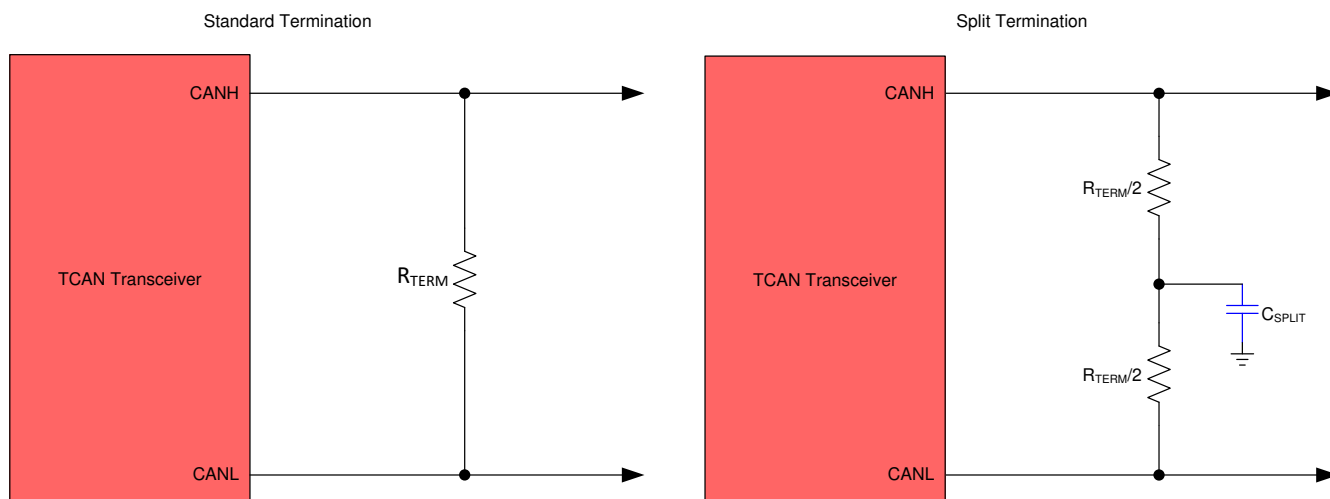 Standard Termination
CANH
TCAN Transceiver
RTERM
CANL
Split Termination
CANH
RTERM/2
TCAN Transceiver
CSPLIT
RTERM/2
CANL